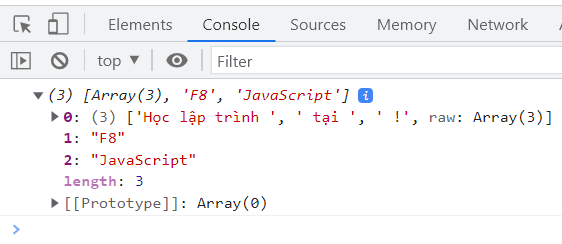 Elements Console Sources Memory Network
top Filter
(3) [Array(3), 'F8', 'JavaScript'] i
0: (3) ['Học lập trình ', ' tại ', ' !', raw: Array(3)]
1: "F8"
2: "JavaScript"
length: 3
[[Prototype]]: Array(0)